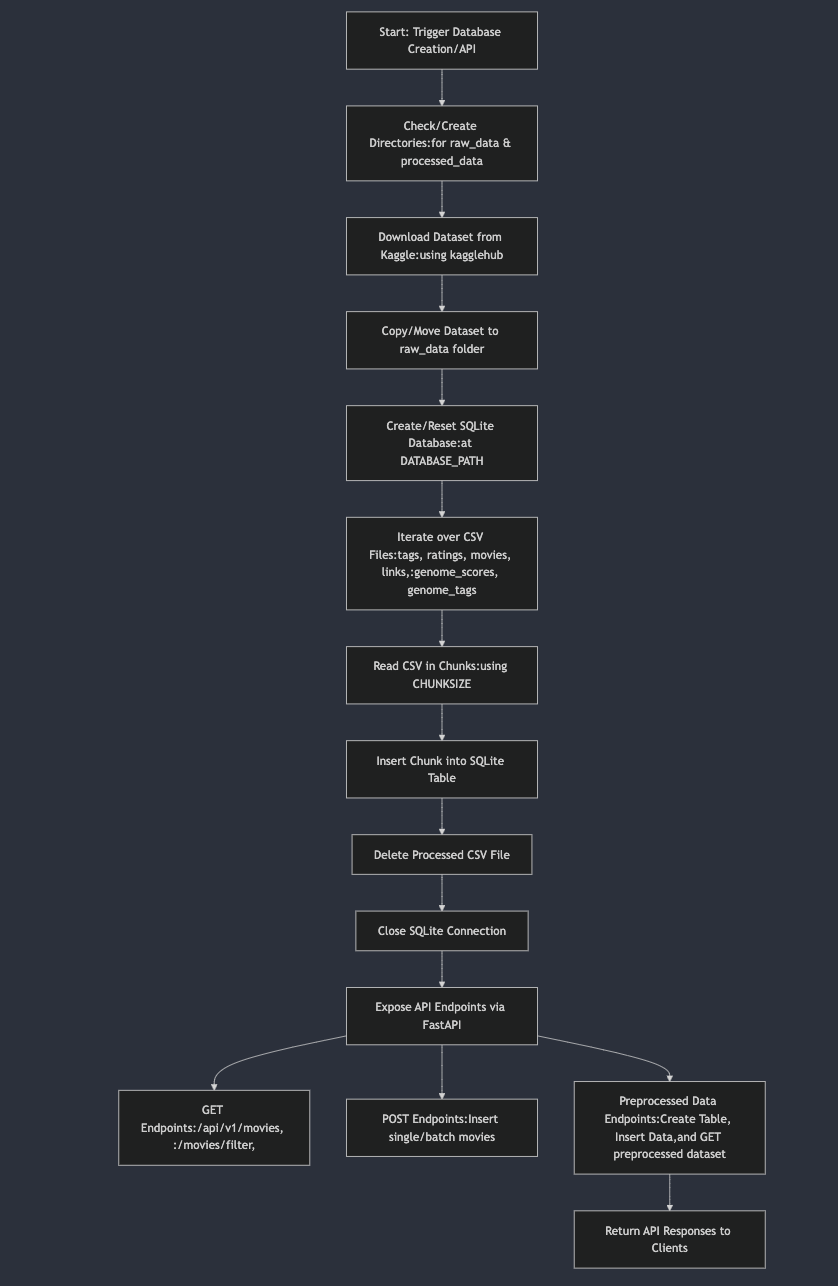 Start: Trigger Database
Creation/API
Check/Create
Directories:for raw_data &
processed_data
Download Dataset from
Kaggle:using kagglehub
Copy/Move Dataset to
raw_data folder
Create/Reset SQLite
Database:at
DATABASE_PATH
Iterate over CSV
Files:tags, ratings, movies,
links,:genome_scores,
genome_tags
Read CSV in Chunks:using
CHUNKSIZE
Insert Chunk into SQLite
Table
Delete Processed CSV File
Close SQLite Connection
Expose API Endpoints via
FastAPI
GET
Endpoints:/api/v1/movies,
:/movies/filter,
POST Endpoints:Insert
single/batch movies
Preprocessed Data
Endpoints:Create Table,
Insert Data,and GET
preprocessed dataset
Return API Responses to
Clients